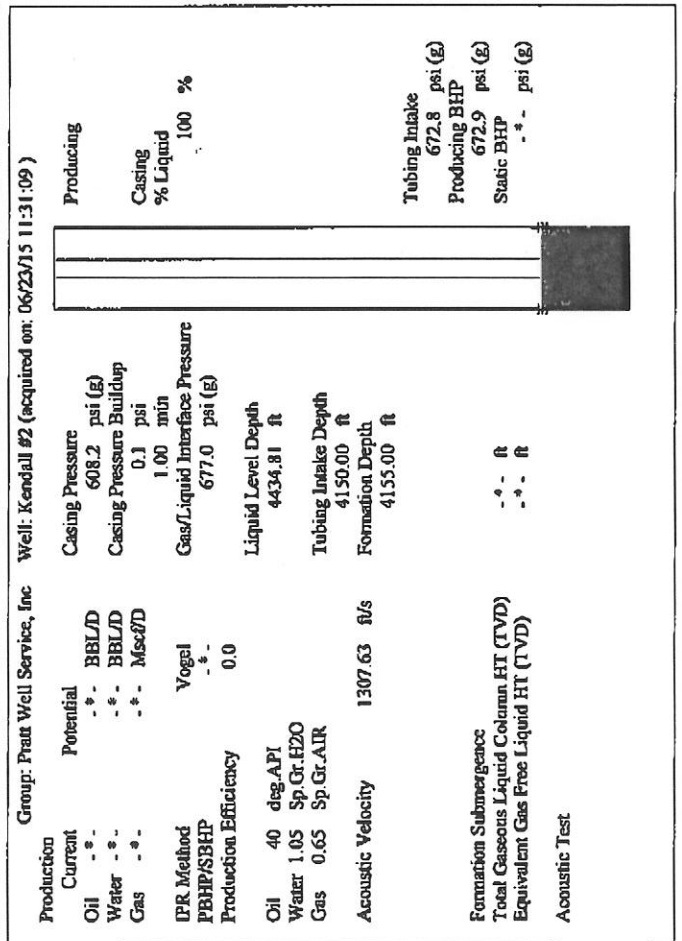 Group: Pratt Well Service, Inc Well: Kendall #2 (acquired on: 06/23/15 11:31:09 )
Production
Current Potential
Oil - * - - * - BBL/D
Water - * - - * - BBL/D
Gas - * - - * - Mscf/D
IPR Method Vogel
PBHP/SBHP - * -
Production Efficiency 0.0
Oil 40 deg.API
Water 1.05 Sp.Gr.H2O
Gas 0.65 Sp.Gr.AIR
Acoustic Velocity 1307.63 ft/s
Formation Submergence
Total Gaseous Liquid Column HT (TVD) - * - ft
Equivalent Gas Free Liquid HT (TVD) - * - ft
Acoustic Test
Casing Pressure
608.2 psi (g)
Casing Pressure Buildup
0.1 psi
1.00 min
Gas/Liquid Interface Pressure
677.0 psi (g)
Liquid Level Depth
4434.81 ft
Tubing Intake Depth
4150.00 ft
Formation Depth
4155.00 ft
Producing
Casing
% Liquid
100 %
Tubing Intake
672.8 psi (g)
Producing BHP
672.9 psi (g)
Static BHP
- * - psi (g)